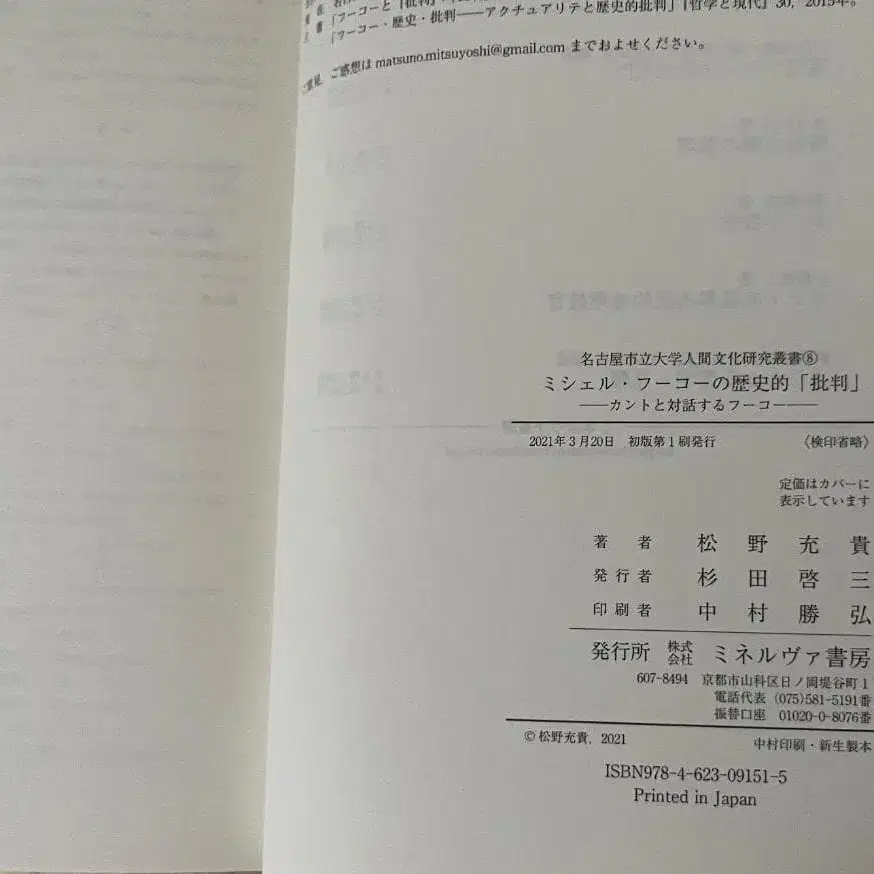 「フーコーと「批判」
「フーコー・歴史・批判——アクチュアリテと歴史的批判」『哲学と現代』30, 2015年。
ご感想は matsuno.mitsuyoshi@gmail.com までおよせください。
名古屋市立大学人間文化研究叢書⑧
ミシェル・フーコーの歴史的「批判」
——カントと対話するフーコー——
2021年3月20日 初版第1刷発行 〈検印省略〉
定価はカバーに
表示しています
著者 松野充貴
発行者 杉田啓三
印刷者 中村勝弘
発行所 株式会社 ミネルヴァ書房
607-8494 京都市山科区日ノ岡堤谷町1
電話代表 (075)581-5191番
振替口座 01020-0-8076番
©松野充貴, 2021 中村印刷・新生製本
ISBN978-4-623-09151-5
Printed in Japan